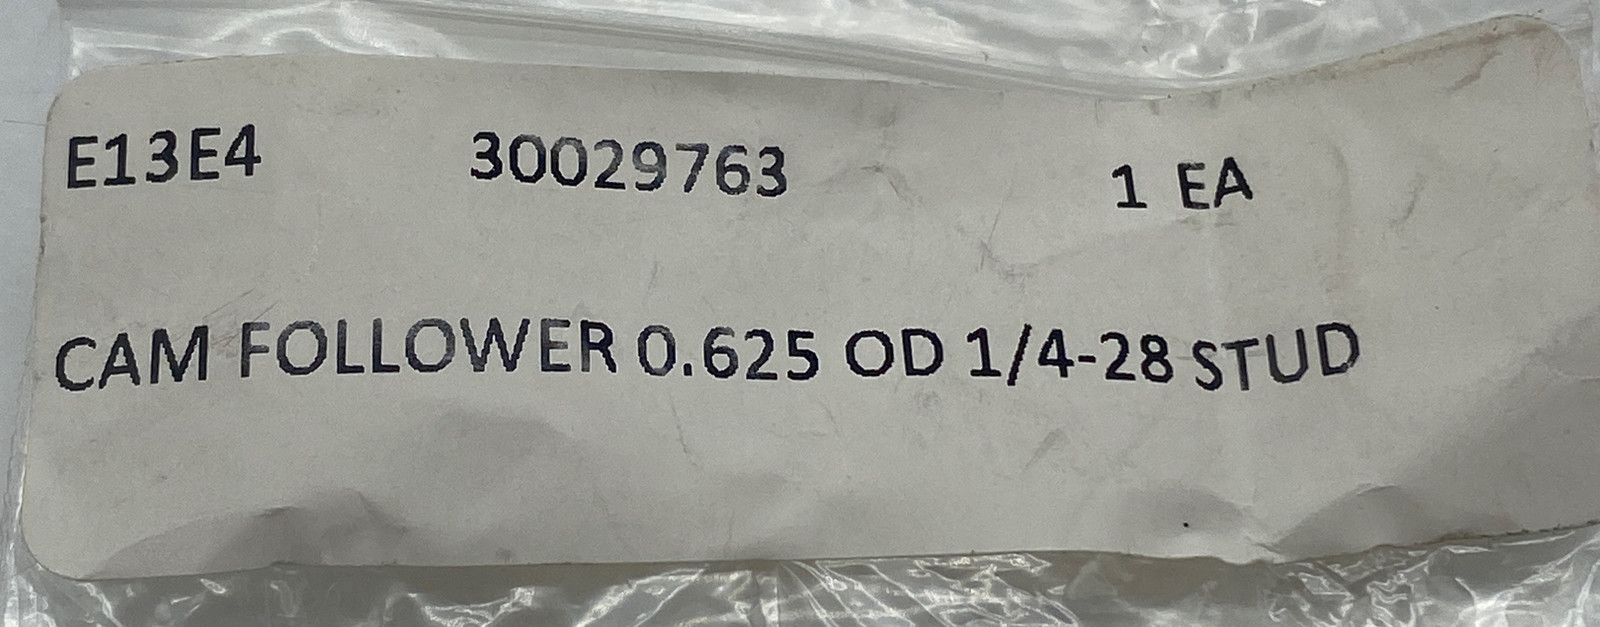 E13E4 30029763 1 EA
CAM FOLLOWER 0.625 OD 1/4-28 STUD